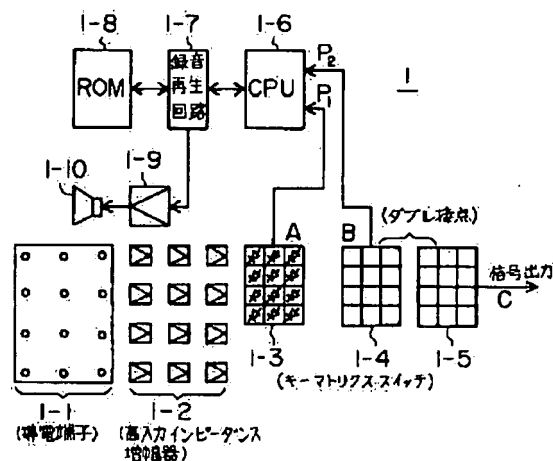 1-8
1-7
1-6
ROM
録音
再生
回路
CPU
P2
P1
1
1-10
1-9
A
B
(ダブル接点)
信号出力
C
1-3
1-4
1-5
(キーマトリクススイッチ)
1-1
(導電端子)
1-2
(高入力インピーダンス
増幅器)